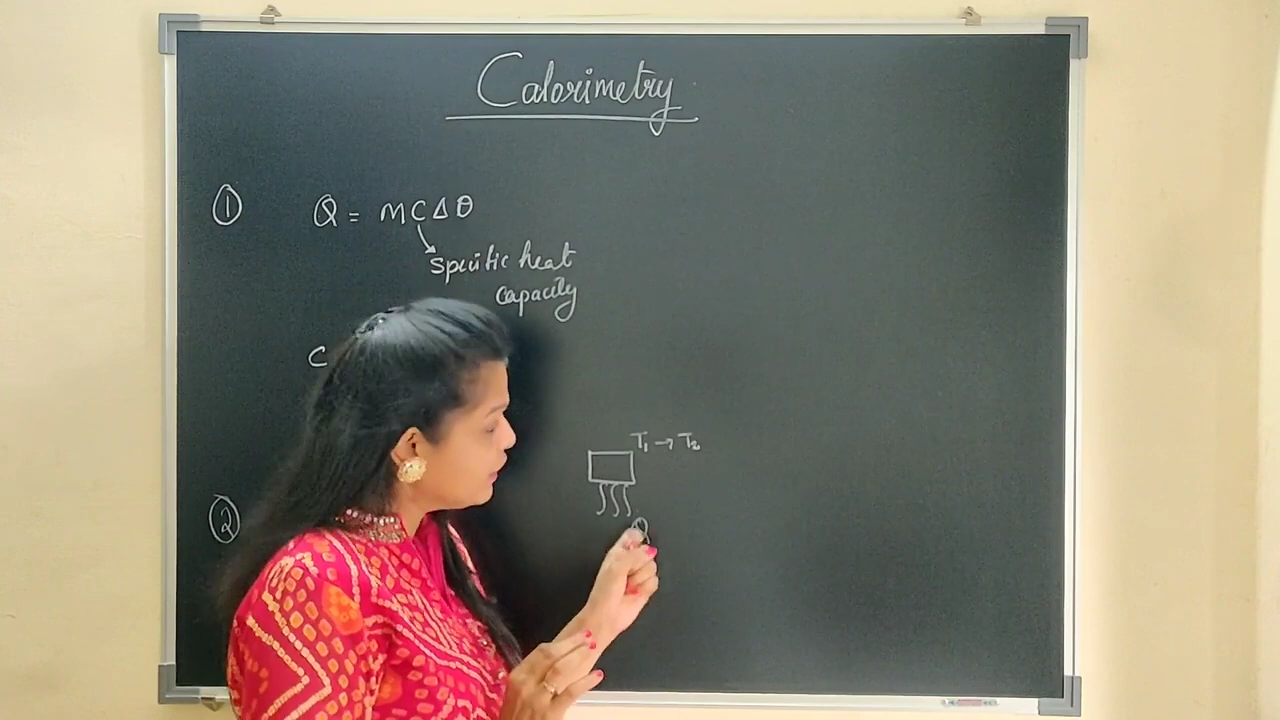 Calorimetry
① Q = MCΔθ
specific heat
capacity
C
T₁ → T₂
② Q